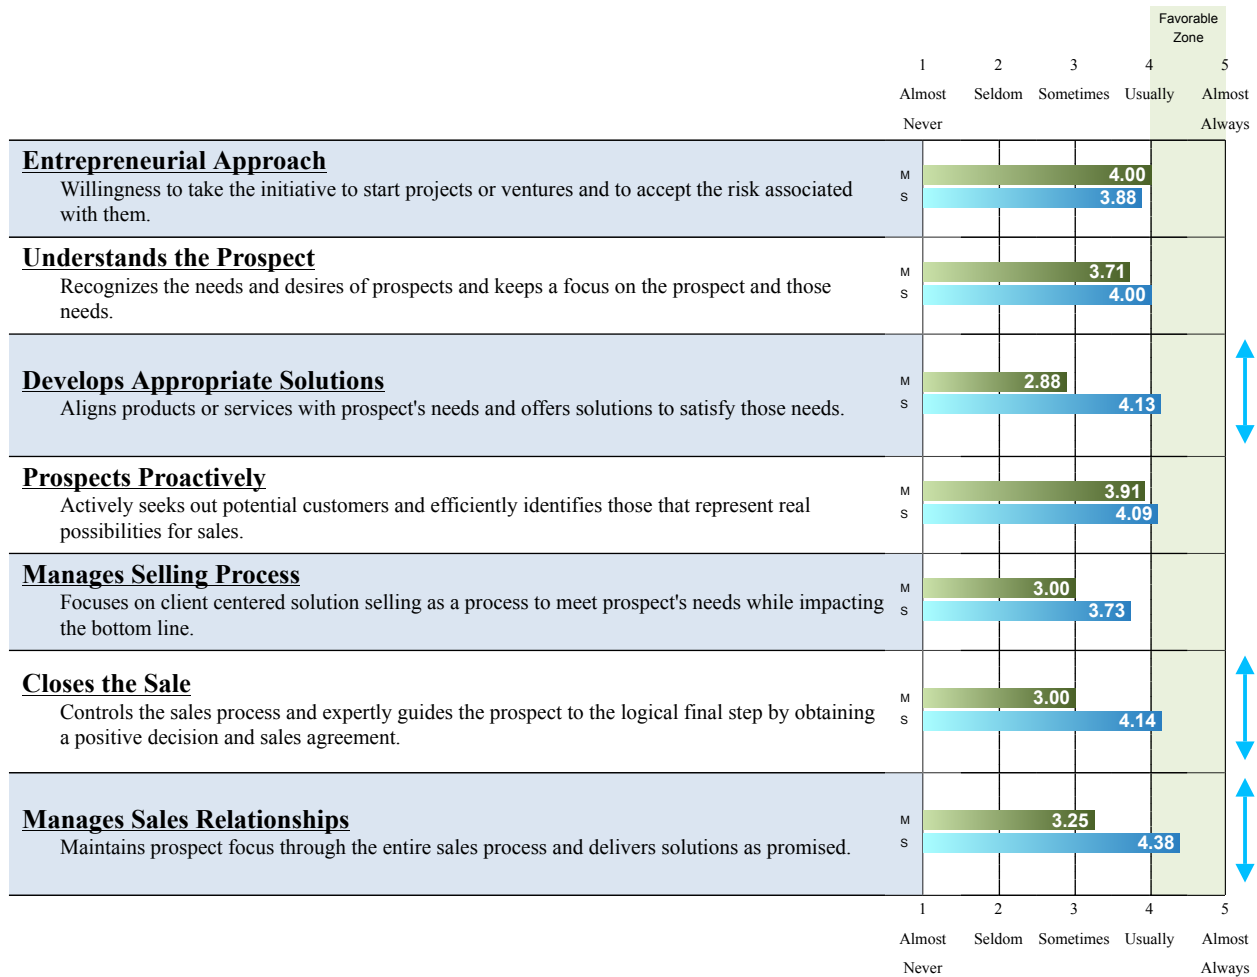 Favorable
Zone
1 2 3 4 5
Almost Seldom Sometimes Usually Almost
Never Always
Entrepreneurial Approach
Willingness to take the initiative to start projects or ventures and to accept the risk associated
with them.
M 4.00
S 3.88
Understands the Prospect
Recognizes the needs and desires of prospects and keeps a focus on the prospect and those
needs.
M 3.71
S 4.00
Develops Appropriate Solutions
Aligns products or services with prospect's needs and offers solutions to satisfy those needs.
M 2.88
S 4.13
Prospects Proactively
Actively seeks out potential customers and efficiently identifies those that represent real
possibilities for sales.
M 3.91
S 4.09
Manages Selling Process
Focuses on client centered solution selling as a process to meet prospect's needs while impacting
the bottom line.
M 3.00
S 3.73
Closes the Sale
Controls the sales process and expertly guides the prospect to the logical final step by obtaining
a positive decision and sales agreement.
M 3.00
S 4.14
Manages Sales Relationships
Maintains prospect focus through the entire sales process and delivers solutions as promised.
M 3.25
S 4.38
1 2 3 4 5
Almost Seldom Sometimes Usually Almost
Never Always